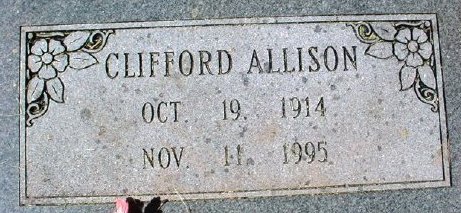 CLIFFORD ALLISON
OCT. 19, 1914
NOV. 11, 1995